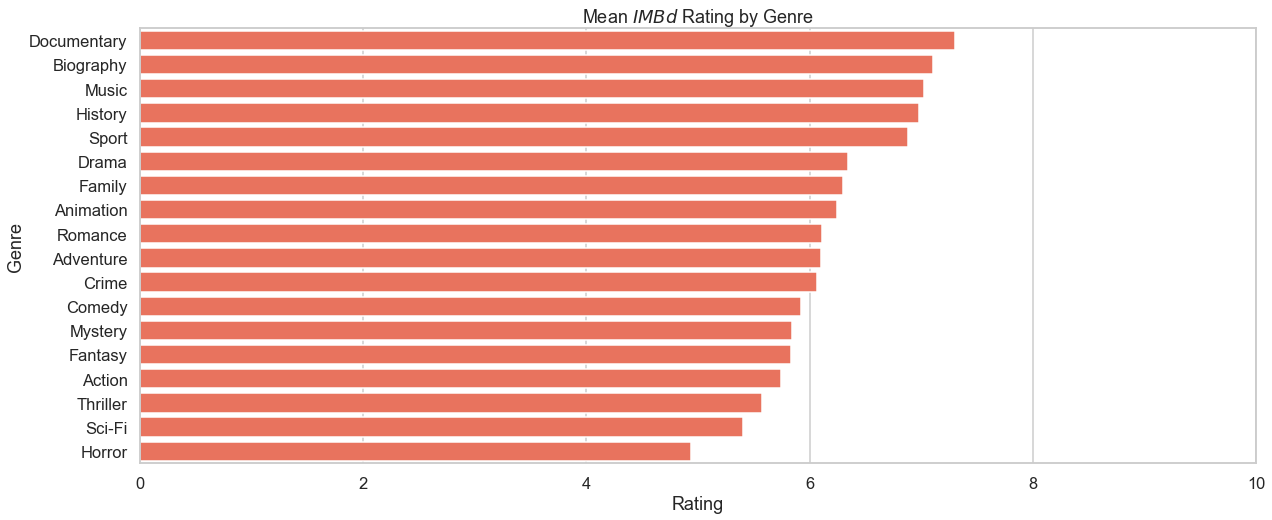 Mean IMBd Rating by Genre
Genre
Documentary
Biography
Music
History
Sport
Drama
Family
Animation
Romance
Adventure
Crime
Comedy
Mystery
Fantasy
Action
Thriller
Sci-Fi
Horror
0 2 4 6 8 10
Rating